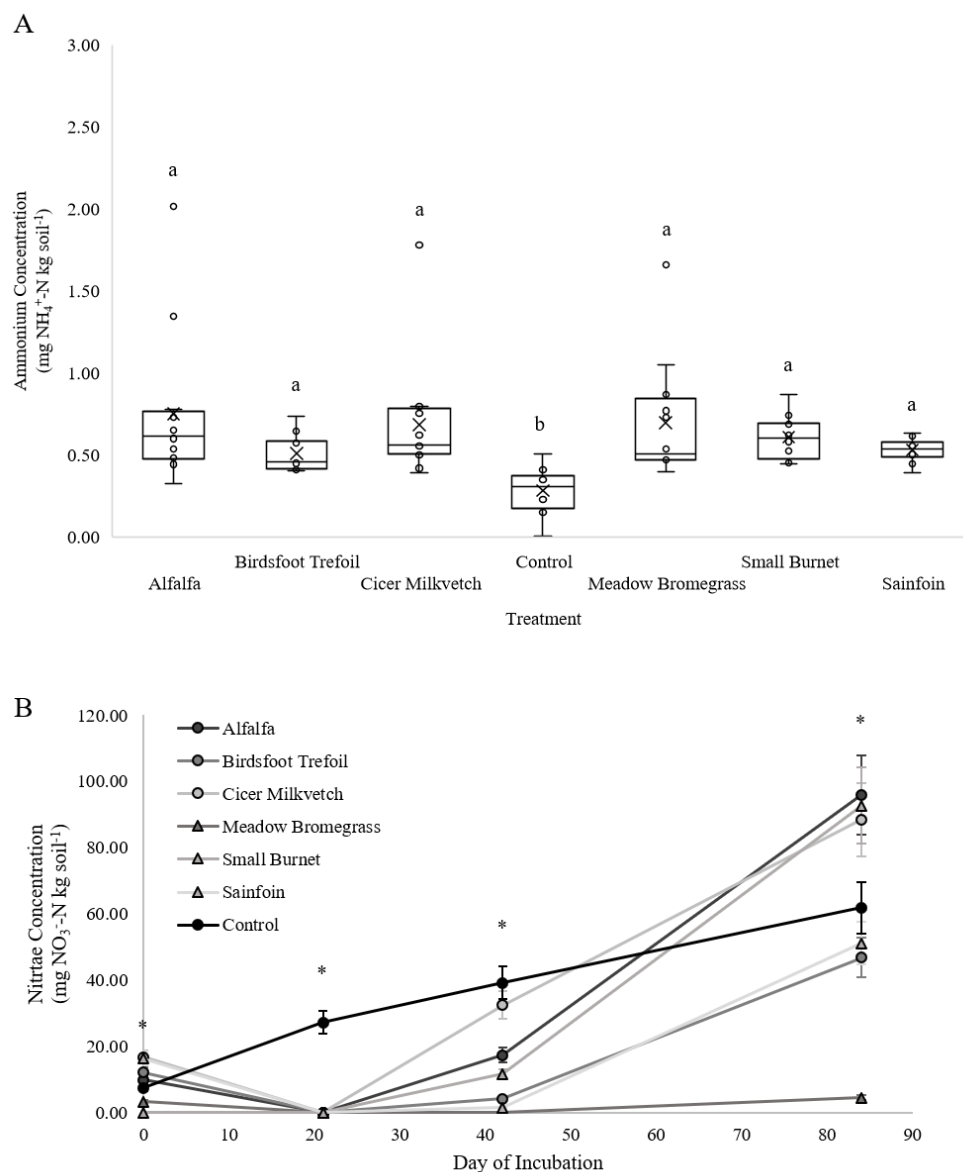 A
3.00
2.50
2.00
1.50
1.00
0.50
0.00
Ammonium Concentration
(mg NH₄⁺-N kg soil⁻¹)
a
a
a
b
a
a
a
Birdsfoot Trefoil Control Small Burnet
Alfalfa Cicer Milkvetch Meadow Bromegrass Sainfoin
Treatment
B
120.00
100.00
80.00
60.00
40.00
20.00
0.00
Nitrtae Concentration
(mg NO₃⁻-N kg soil⁻¹)
Alfalfa
Birdsfoot Trefoil
Cicer Milkvetch
Meadow Bromegrass
Small Burnet
Sainfoin
Control
*
*
*
*
0 10 20 30 40 50 60 70 80 90
Day of Incubation